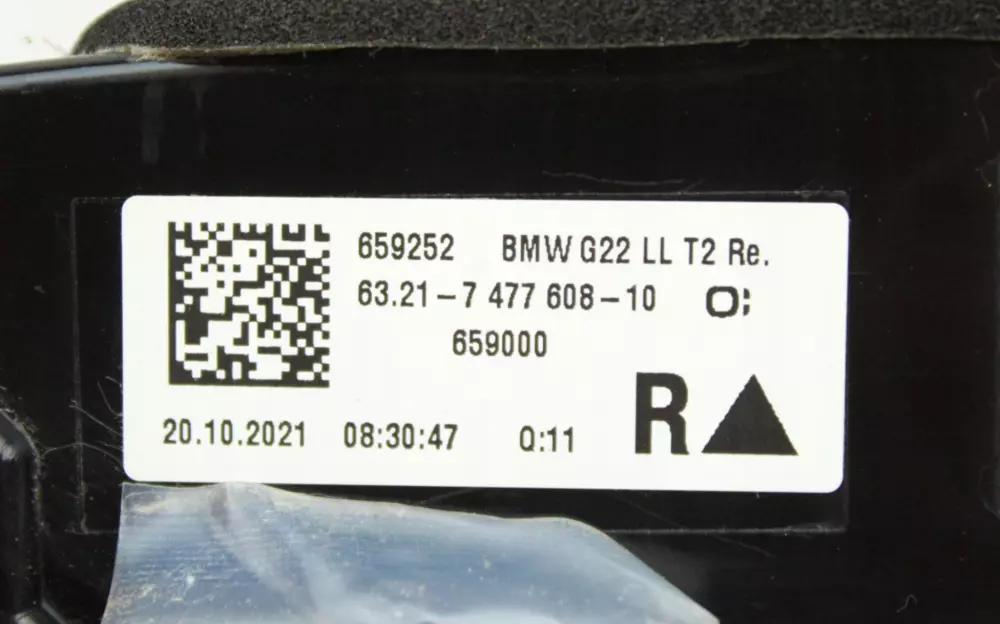 659252 BMW G22 LL T2 Re.
63.21-7 477 608-10 O:
659000
R
20.10.2021 08:30:47 Q:11